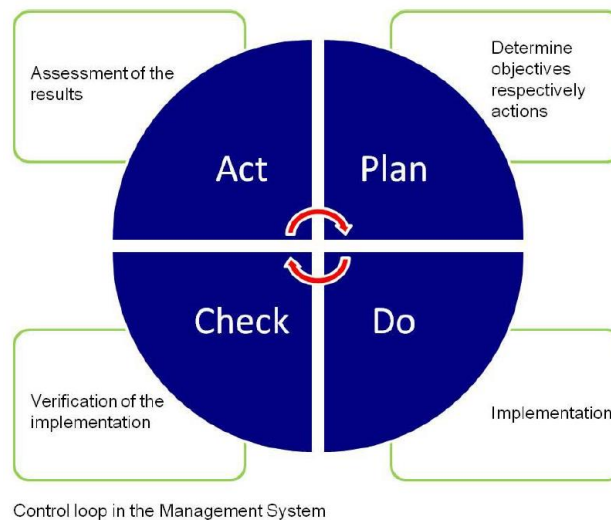 Assessment of the
results
Determine
objectives
respectively
actions
Act
Plan
Check
Do
Verification of the
implementation
Implementation
Control loop in the Management System